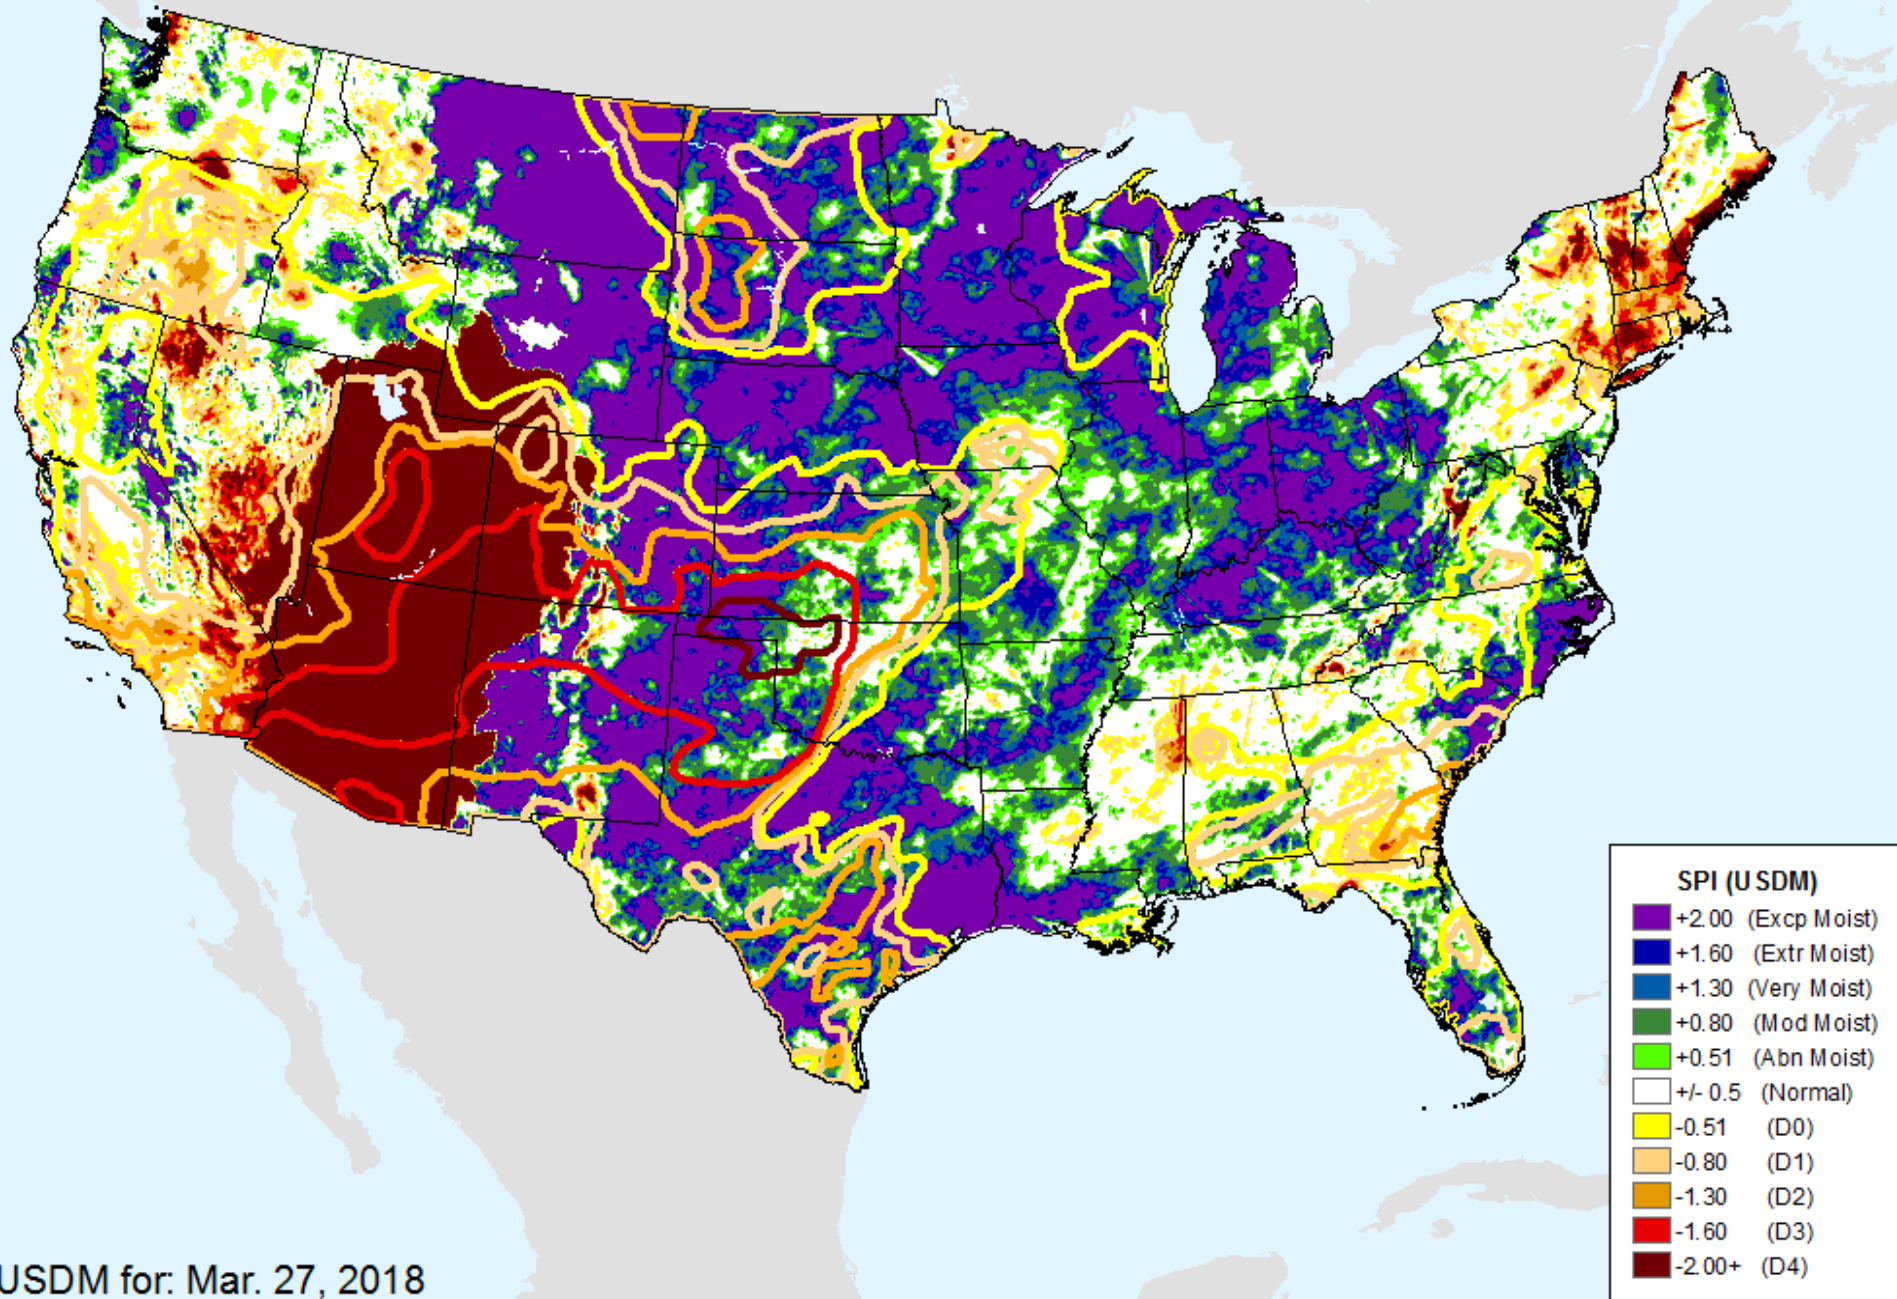 SPI (USDM)
+2.00 (Excp Moist)
+1.60 (Extr Moist)
+1.30 (Very Moist)
+0.80 (Mod Moist)
+0.51 (Abn Moist)
+/- 0.5 (Normal)
-0.51 (D0)
-0.80 (D1)
-1.30 (D2)
-1.60 (D3)
-2.00+ (D4)
USDM for: Mar. 27, 2018